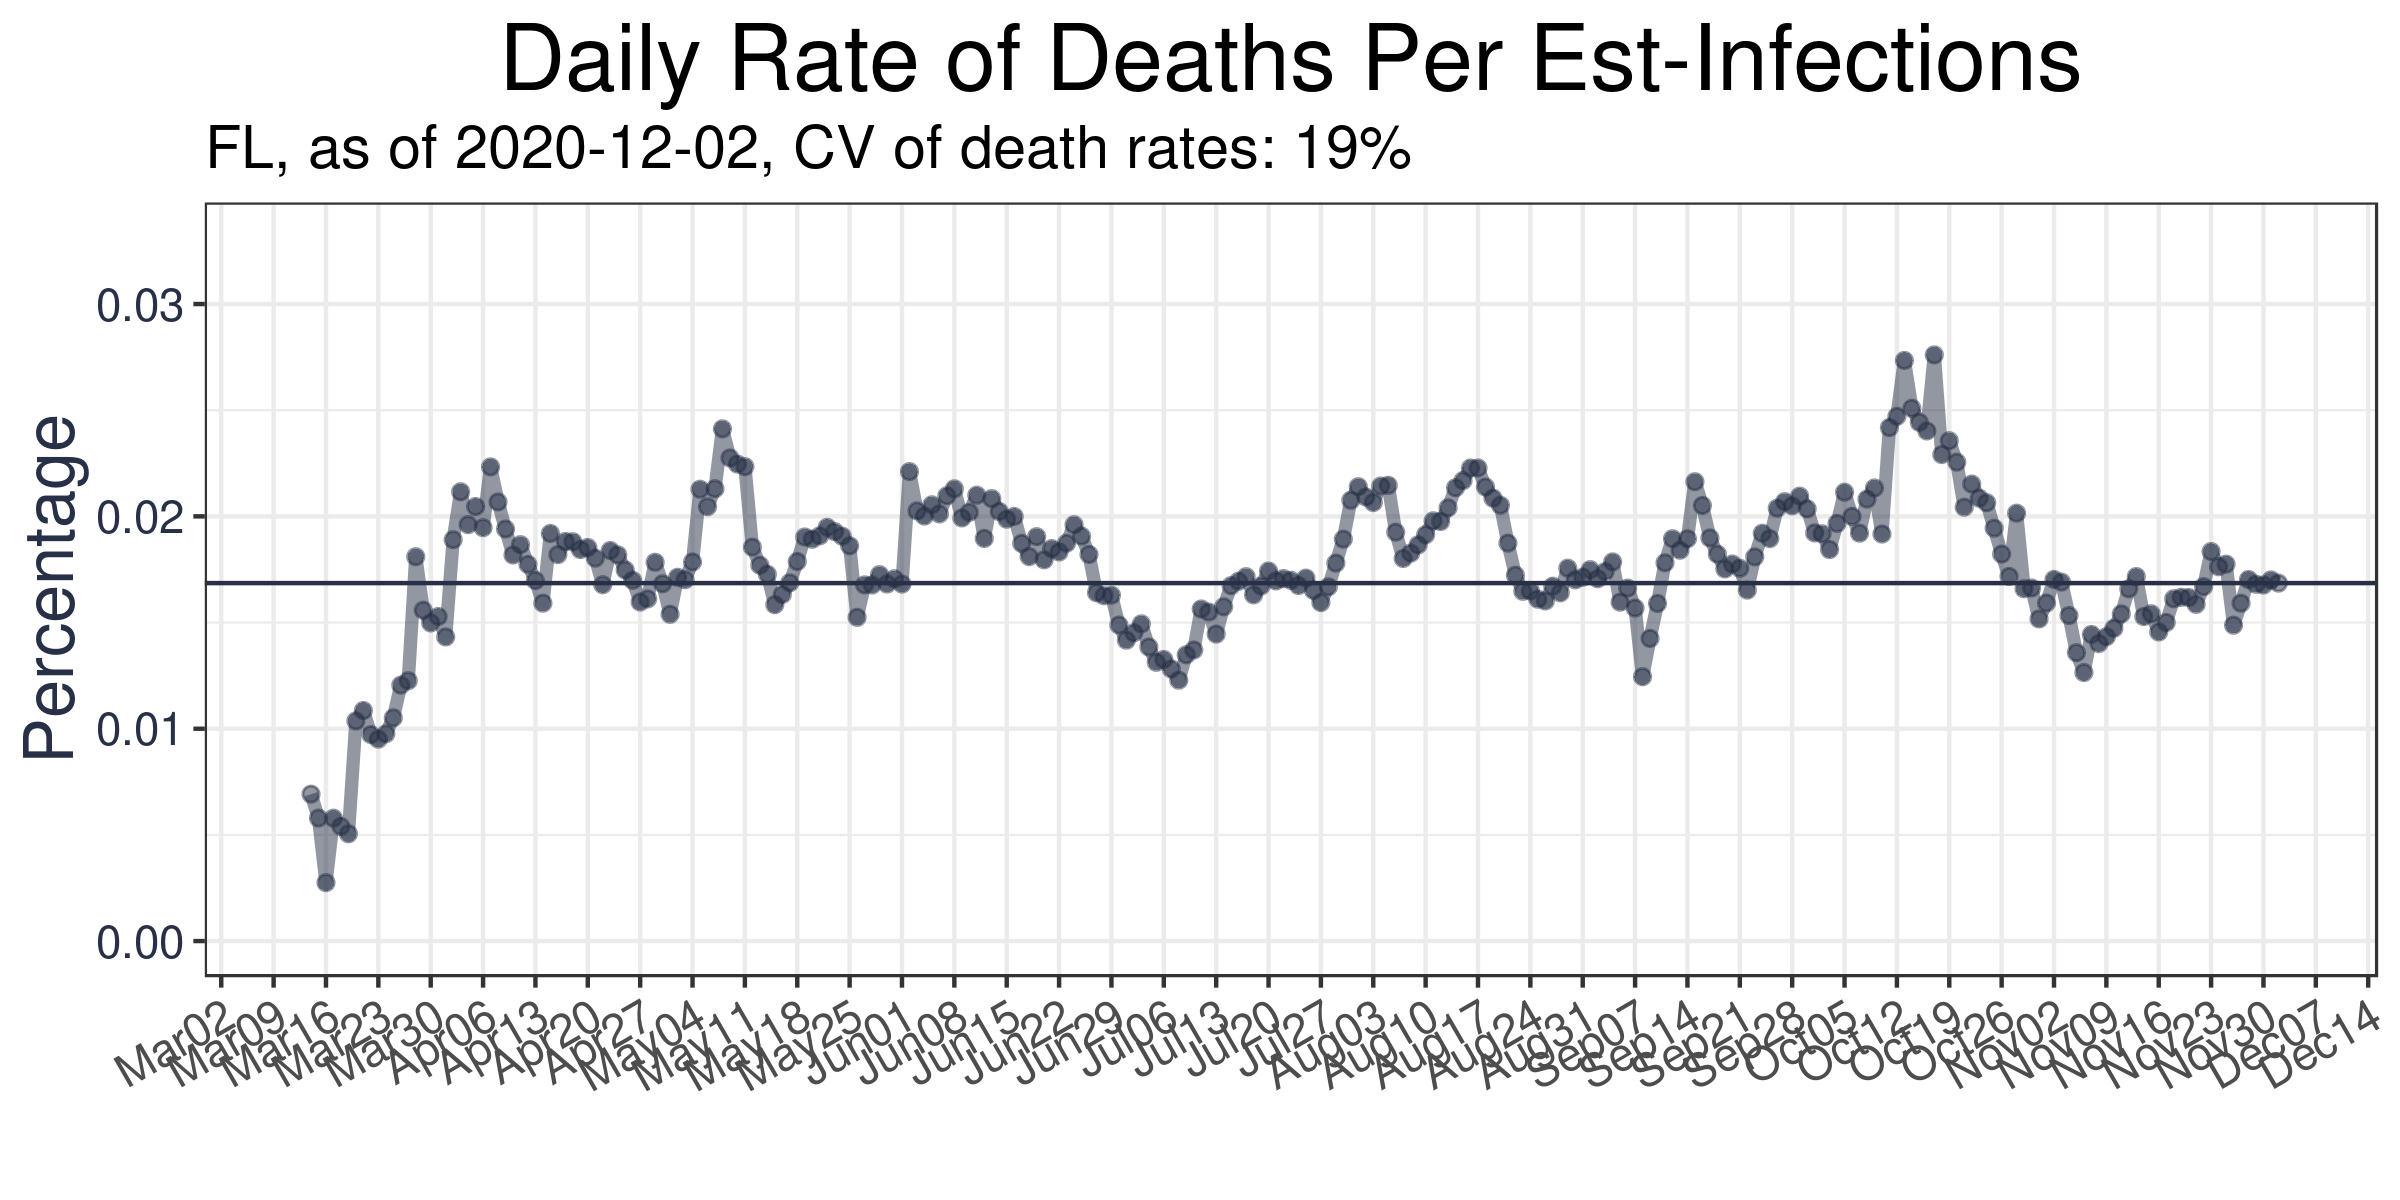 Daily Rate of Deaths Per Est-Infections
FL, as of 2020-12-02, CV of death rates: 19%
Percentage
0.03
0.02
0.01
0.00
Mar02
Mar09
Mar16
Mar23
Mar30
Apr06
Apr13
Apr20
Apr27
May04
May11
May18
May25
Jun01
Jun08
Jun15
Jun22
Jun29
Jul06
Jul13
Jul20
Jul27
Aug03
Aug10
Aug17
Aug24
Aug31
Sep07
Sep14
Sep21
Sep28
Oct05
Oct12
Oct19
Oct26
Nov02
Nov09
Nov16
Nov23
Nov30
Dec07
Dec14